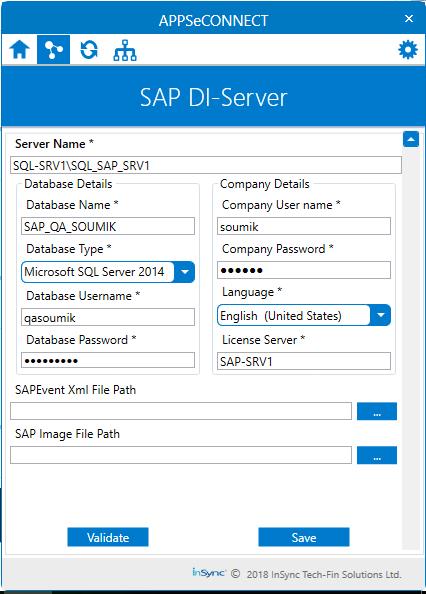 APPSeCONNECT
SAP DI-Server
Server Name *
SQL-SRV1\SQL_SAP_SRV1
Database Details
Database Name *
SAP_QA_SOUMIK
Database Type *
Microsoft SQL Server 2014
Database Username *
qasoumik
Database Password *
●●●●●●●●●
Company Details
Company User name *
soumik
Company Password *
●●●●●●
Language *
English (United States)
License Server *
SAP-SRV1
SAPEvent Xml File Path
...
SAP Image File Path
...
Validate
Save
inSync © 2018 InSync Tech-Fin Solutions Ltd.